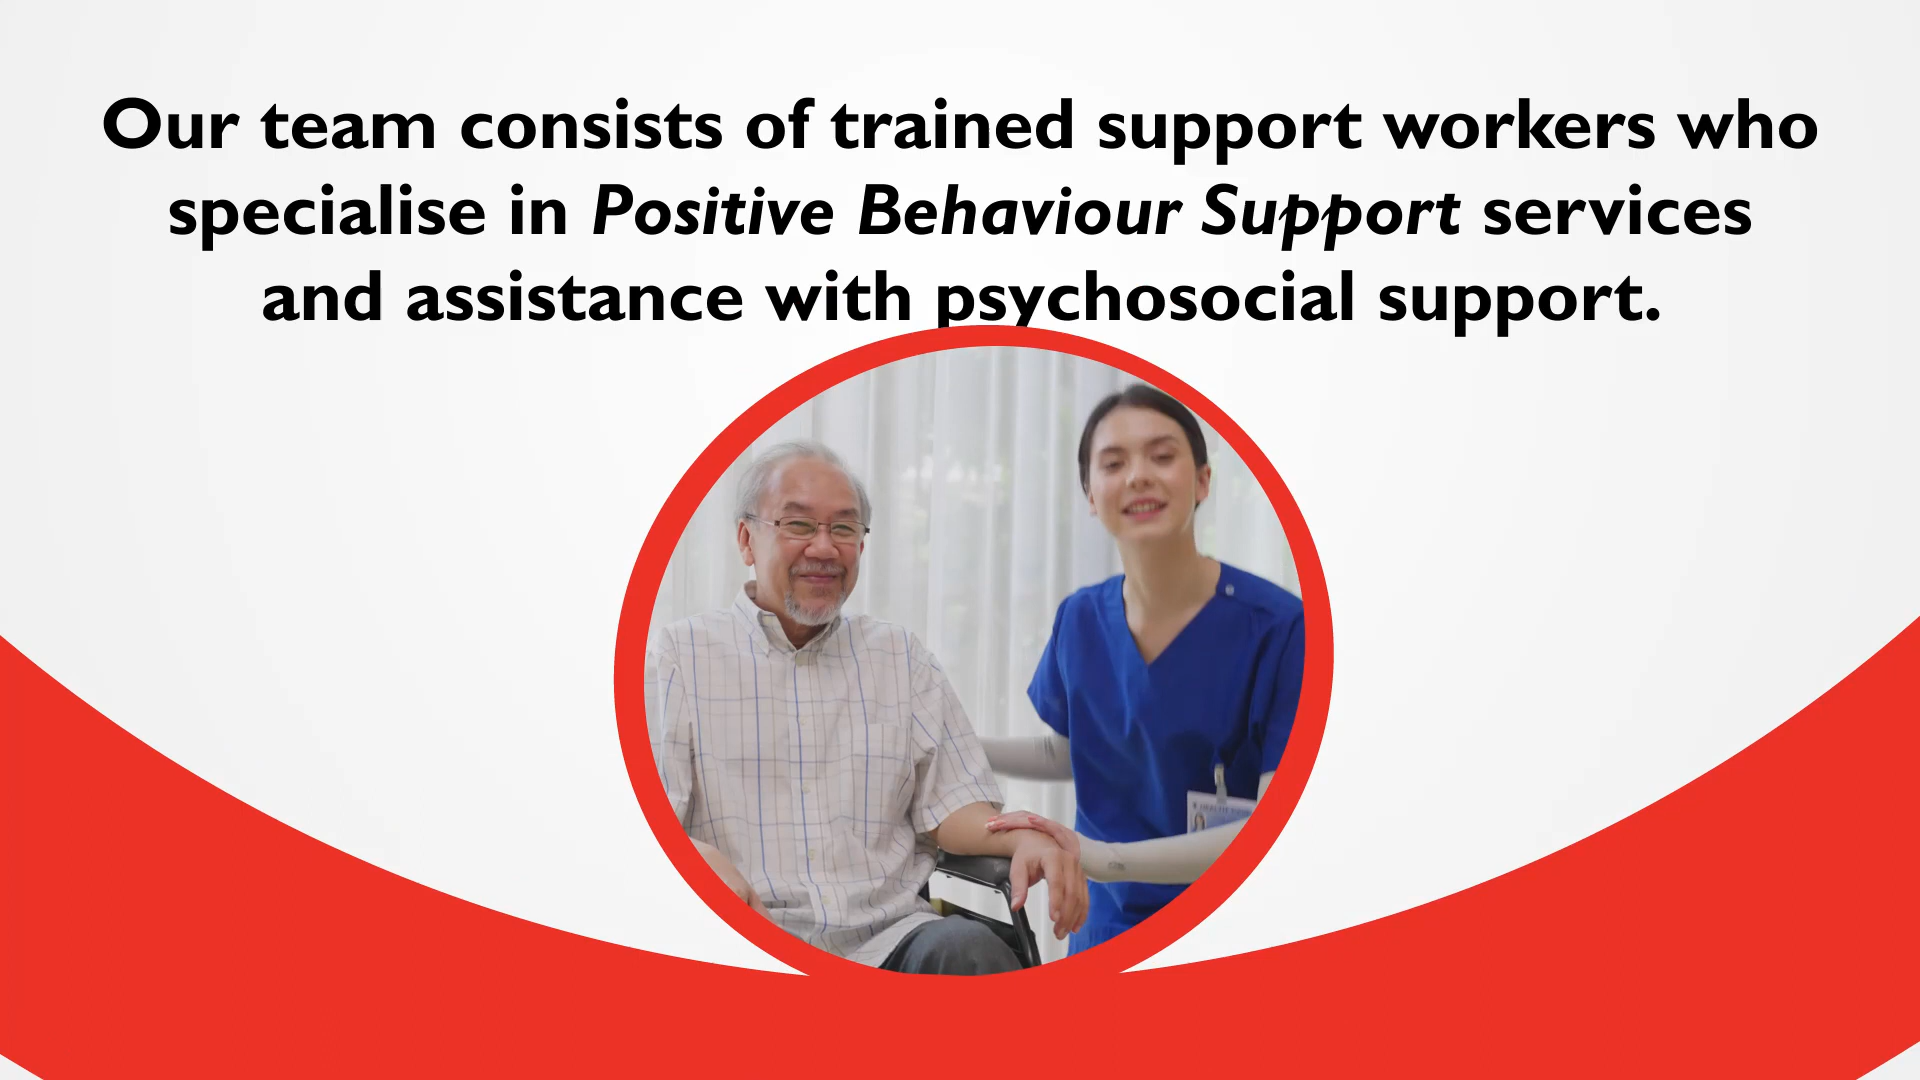 Our team consists of trained support workers who
specialise in Positive Behaviour Support services
and assistance with psychosocial support.